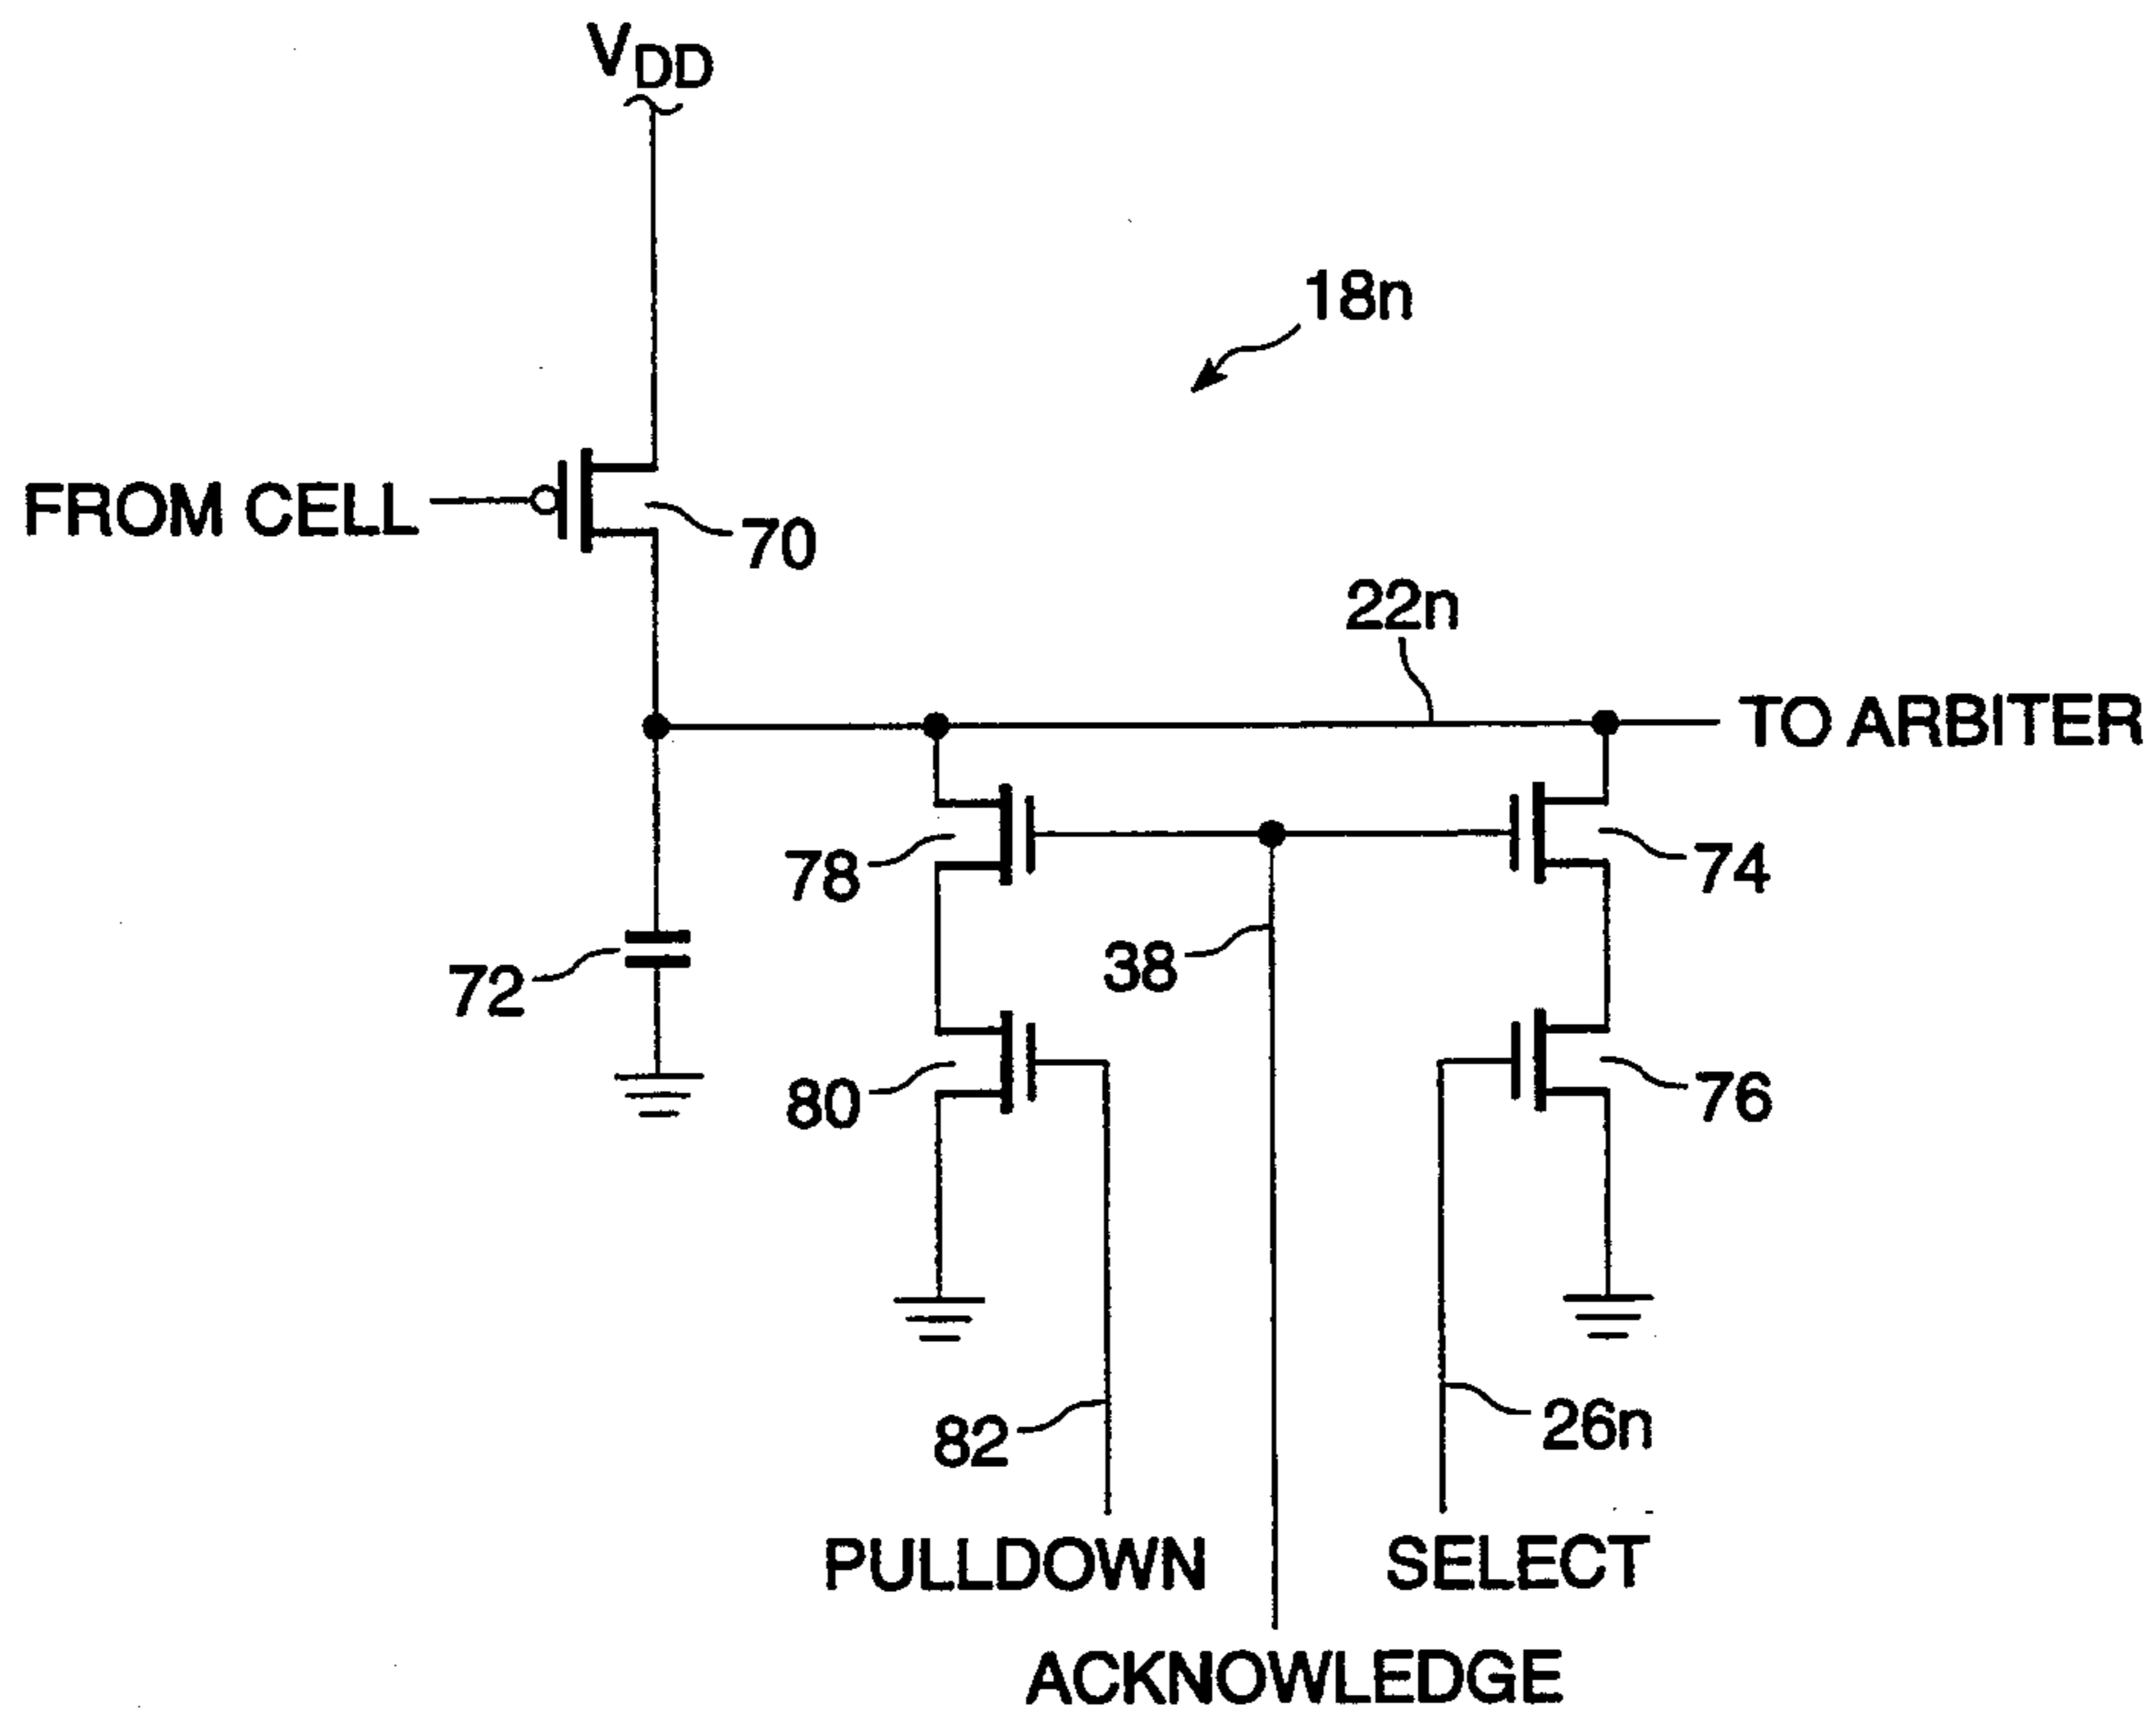 VDD
18n
FROM CELL
70
22n
TO ARBITER
78
74
38
72
80
76
82
26n
PULLDOWN
SELECT
ACKNOWLEDGE